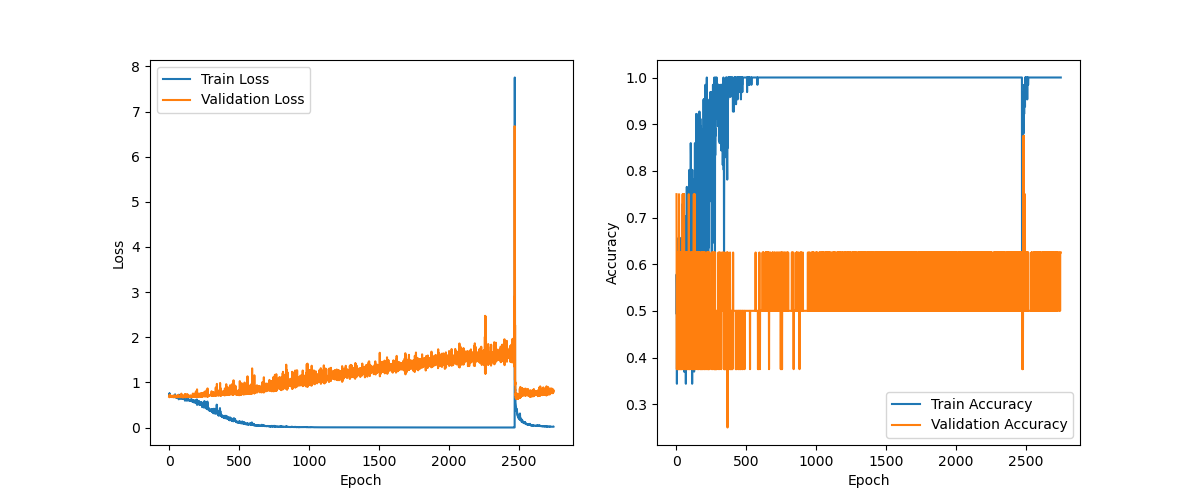 Train Loss
Validation Loss
Loss
8
7
6
5
4
3
2
1
0
0 500 1000 1500 2000 2500
Epoch
Accuracy
1.0
0.9
0.8
0.7
0.6
0.5
0.4
0.3
Train Accuracy
Validation Accuracy
0 500 1000 1500 2000 2500
Epoch